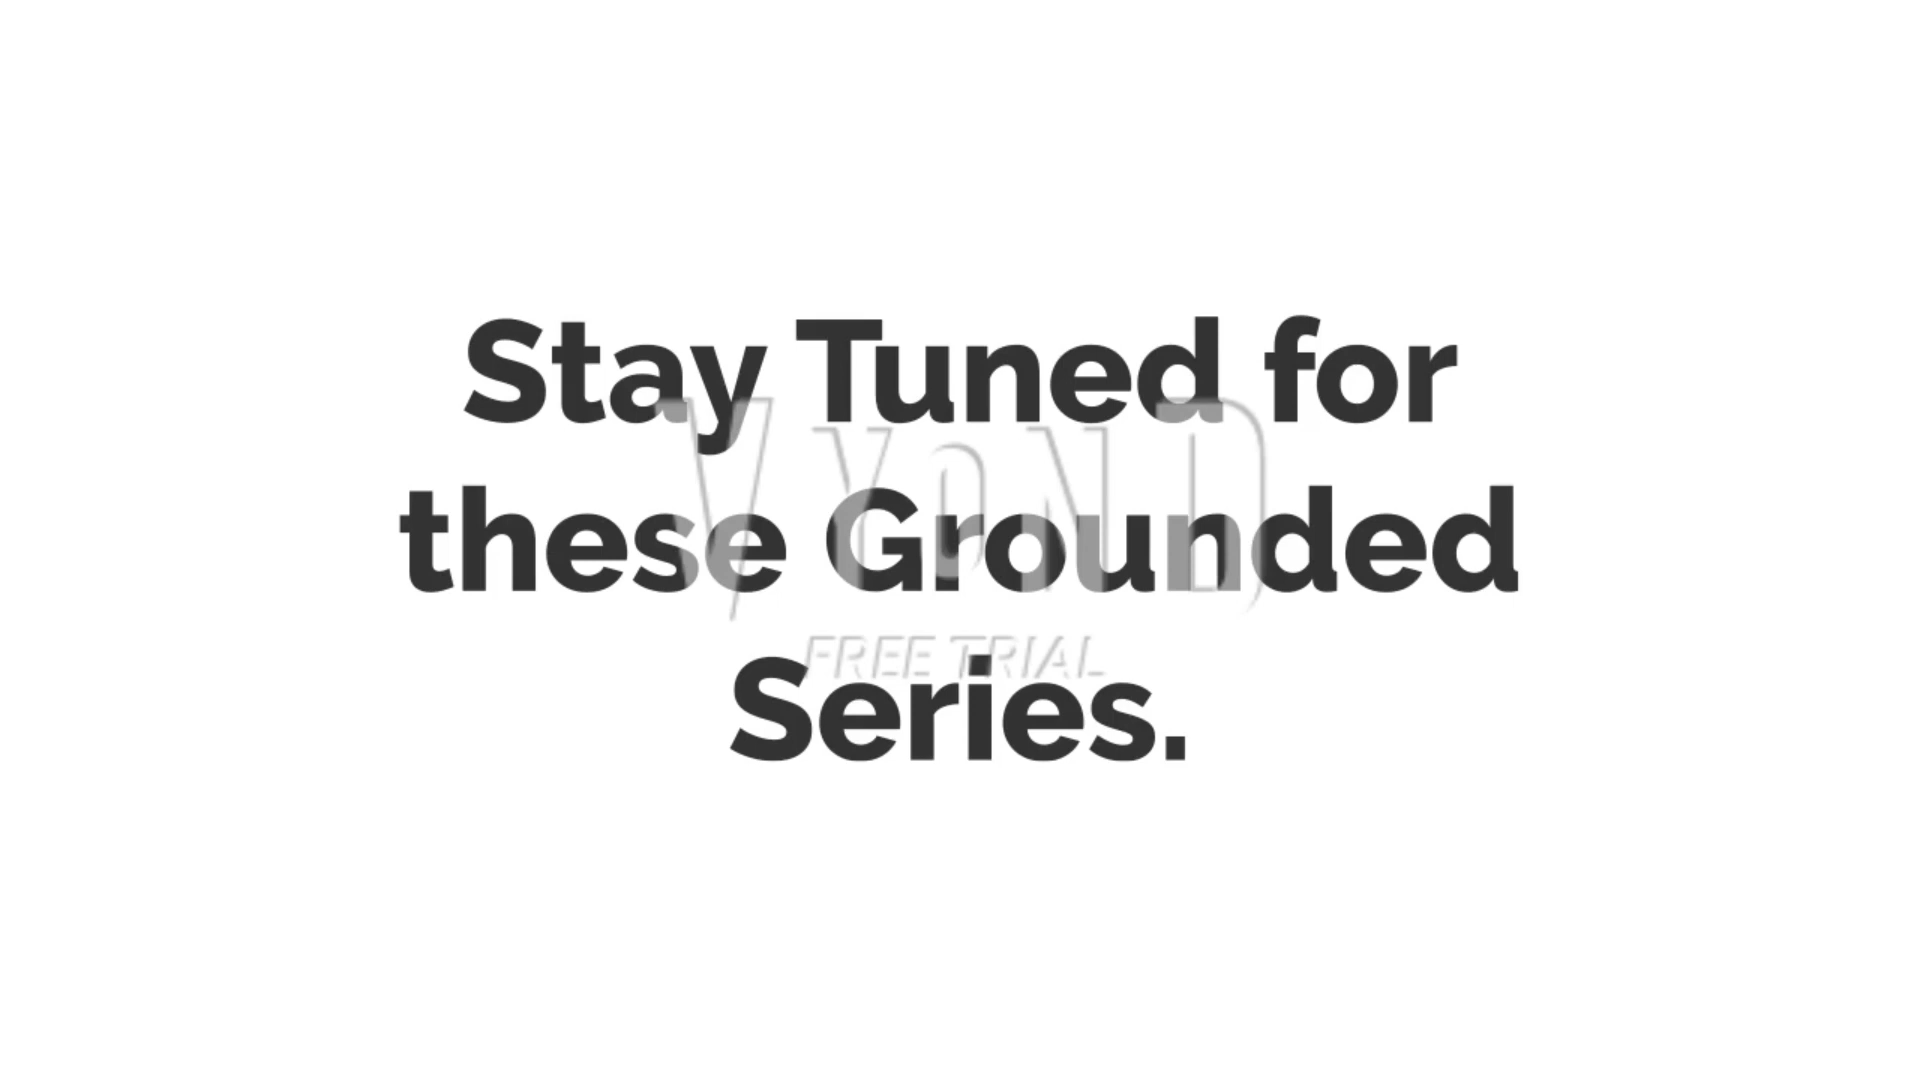 Stay Tuned for
these Grounded
Series.
VYOND
FREE TRIAL